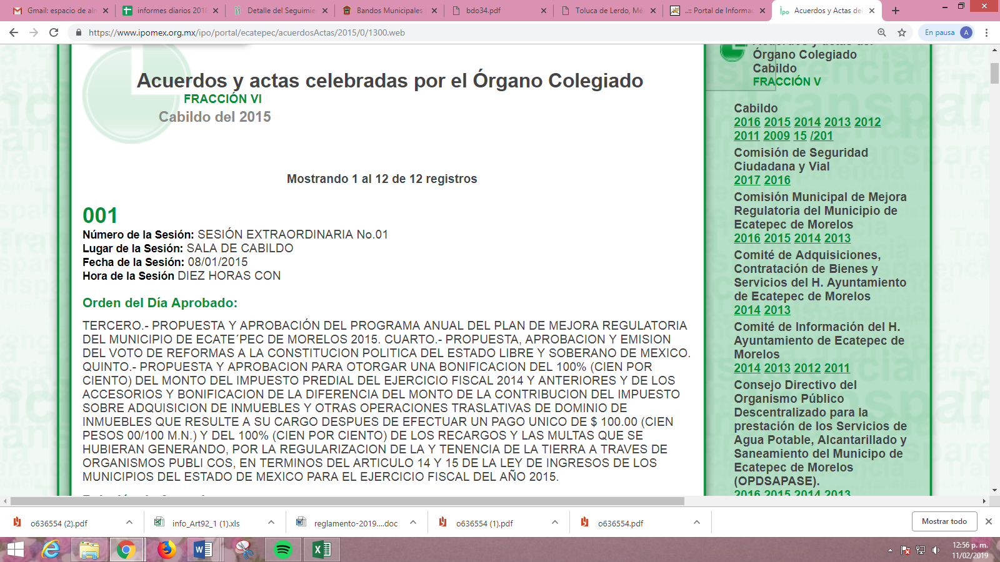 Gmail: espacio de alm
informes diarios 2018
Detalle del Seguimie
Bandos Municipales
bdo34.pdf
Toluca de Lerdo, Mé
..:: Portal de Informac
Acuerdos y Actas del
https://www.ipomex.org.mx/ipo/portal/ecatepec/acuerdosActas/2015/0/1300.web
En pausa
A
Acuerdos y actas celebradas por el Órgano Colegiado
FRACCIÓN VI
Cabildo del 2015
Mostrando 1 al 12 de 12 registros
001
Número de la Sesión: SESIÓN EXTRAORDINARIA No.01
Lugar de la Sesión: SALA DE CABILDO
Fecha de la Sesión: 08/01/2015
Hora de la Sesión DIEZ HORAS CON
Orden del Día Aprobado:
TERCERO.- PROPUESTA Y APROBACIÓN DEL PROGRAMA ANUAL DEL PLAN DE MEJORA REGULATORIA
DEL MUNICIPIO DE ECATE´PEC DE MORELOS 2015. CUARTO.- PROPUESTA, APROBACION Y EMISION
DEL VOTO DE REFORMAS A LA CONSTITUCION POLITICA DEL ESTADO LIBRE Y SOBERANO DE MEXICO.
QUINTO.- PROPUESTA Y APROBACION PARA OTORGAR UNA BONIFICACION DEL 100% (CIEN POR
CIENTO) DEL MONTO DEL IMPUESTO PREDIAL DEL EJERCICIO FISCAL 2014 Y ANTERIORES Y DE LOS
ACCESORIOS Y BONIFICACION DE LA DIFERENCIA DEL MONTO DE LA CONTRIBUCION DEL IMPUESTO
SOBRE ADQUISICION DE INMUEBLES Y OTRAS OPERACIONES TRASLATIVAS DE DOMINIO DE
INMUEBLES QUE RESULTE A SU CARGO DESPUES DE EFECTUAR UN PAGO UNICO DE $ 100.00 (CIEN
PESOS 00/100 M.N.) Y DEL 100% (CIEN POR CIENTO) DE LOS RECARGOS Y LAS MULTAS QUE SE
HUBIERAN GENERANDO, POR LA REGULARIZACION DE LA Y TENENCIA DE LA TIERRA A TRAVES DE
ORGANISMOS PUBLI COS, EN TERMINOS DEL ARTICULO 14 Y 15 DE LA LEY DE INGRESOS DE LOS
MUNICIPIOS DEL ESTADO DE MEXICO PARA EL EJERCICIO FISCAL DEL AÑO 2015.
Órgano Colegiado
Cabildo
FRACCIÓN V
Cabildo
2016 2015 2014 2013 2012
2011 2009 15 /201
Comisión de Seguridad
Ciudadana y Vial
2017 2016
Comisión Municipal de Mejora
Regulatoria del Municipio de
Ecatepec de Morelos
2016 2015 2014 2013
Comité de Adquisiciones,
Contratación de Bienes y
Servicios del H. Ayuntamiento
de Ecatepec de Morelos
2014 2013
Comité de Información del H.
Ayuntamiento de Ecatepec de
Morelos
2014 2013 2012 2011
Consejo Directivo del
Organismo Público
Descentralizado para la
prestación de los Servicios de
Agua Potable, Alcantarillado y
Saneamiento del Municipo de
Ecatepec de Morelos
(OPDSAPASE).
2016 2015 2014 2013
o636554 (2).pdf
info_Art92_1 (1).xls
reglamento-2019....doc
o636554 (1).pdf
o636554.pdf
Mostrar todo
12:56 p. m.
11/02/2019